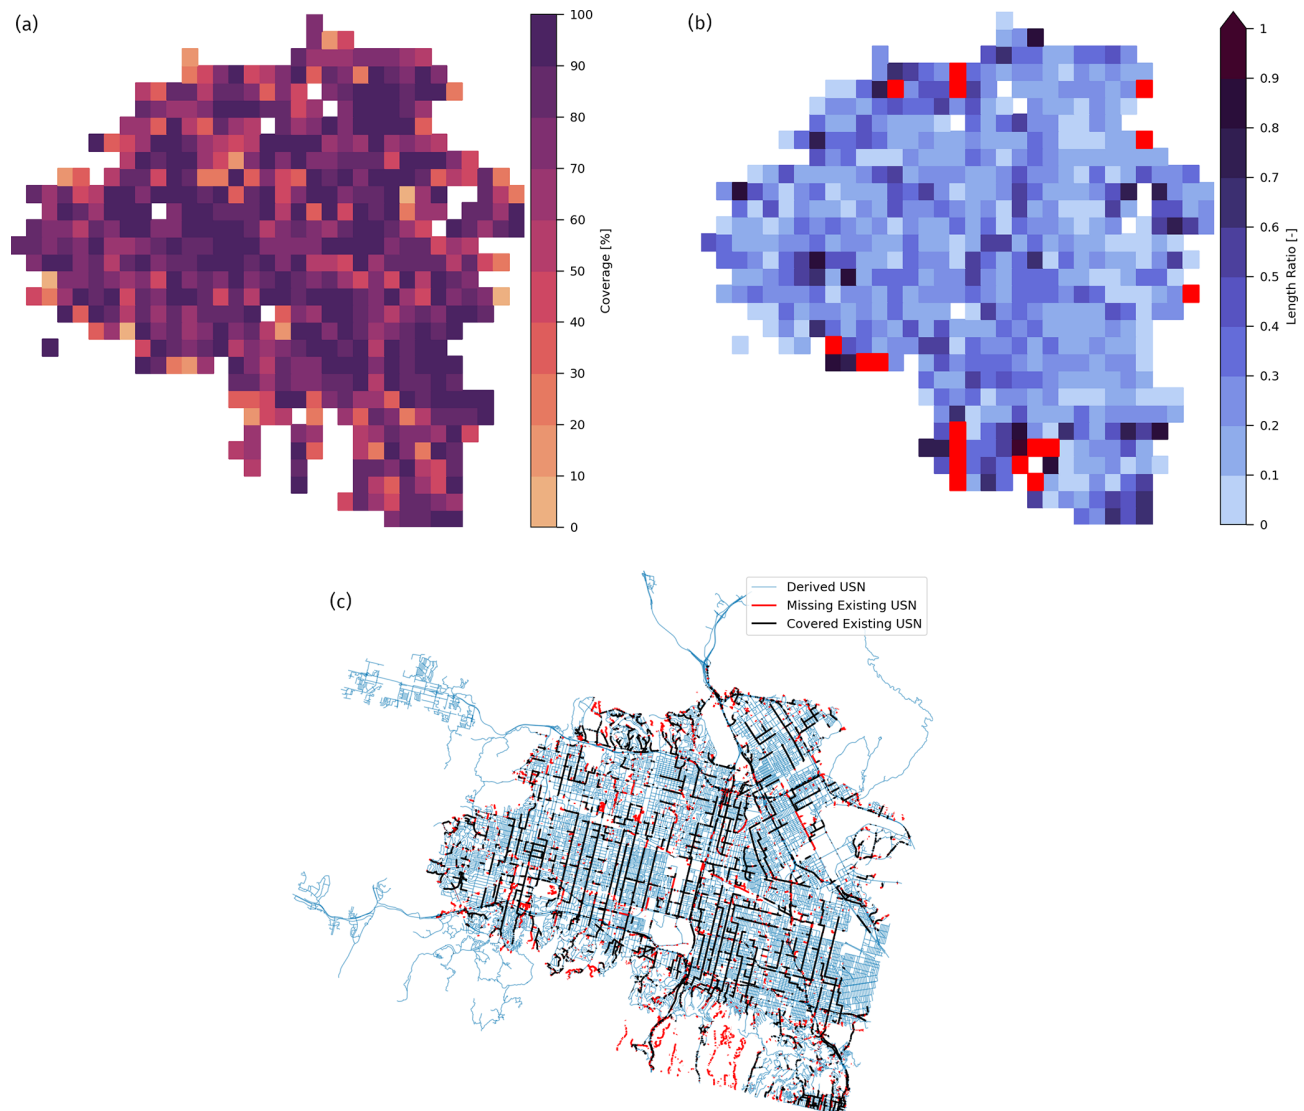 (a)
100
90
80
70
60
50
40
30
20
10
0
Coverage [%]
(b)
1
0.9
0.8
0.7
0.6
0.5
0.4
0.3
0.2
0.1
0
Length Ratio [-]
(c)
Derived USN
Missing Existing USN
Covered Existing USN